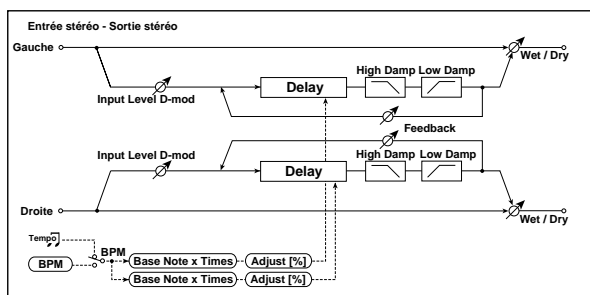 Entrée stéréo - Sortie stéréo
Gauche
Wet / Dry
High Damp Low Damp
Delay
Input Level D-mod
Feedback
Input Level D-mod
High Damp Low Damp
Delay
Droite
Wet / Dry
Tempo
BPM
BPM
Base Note x Times Adjust [%]
Base Note x Times Adjust [%]